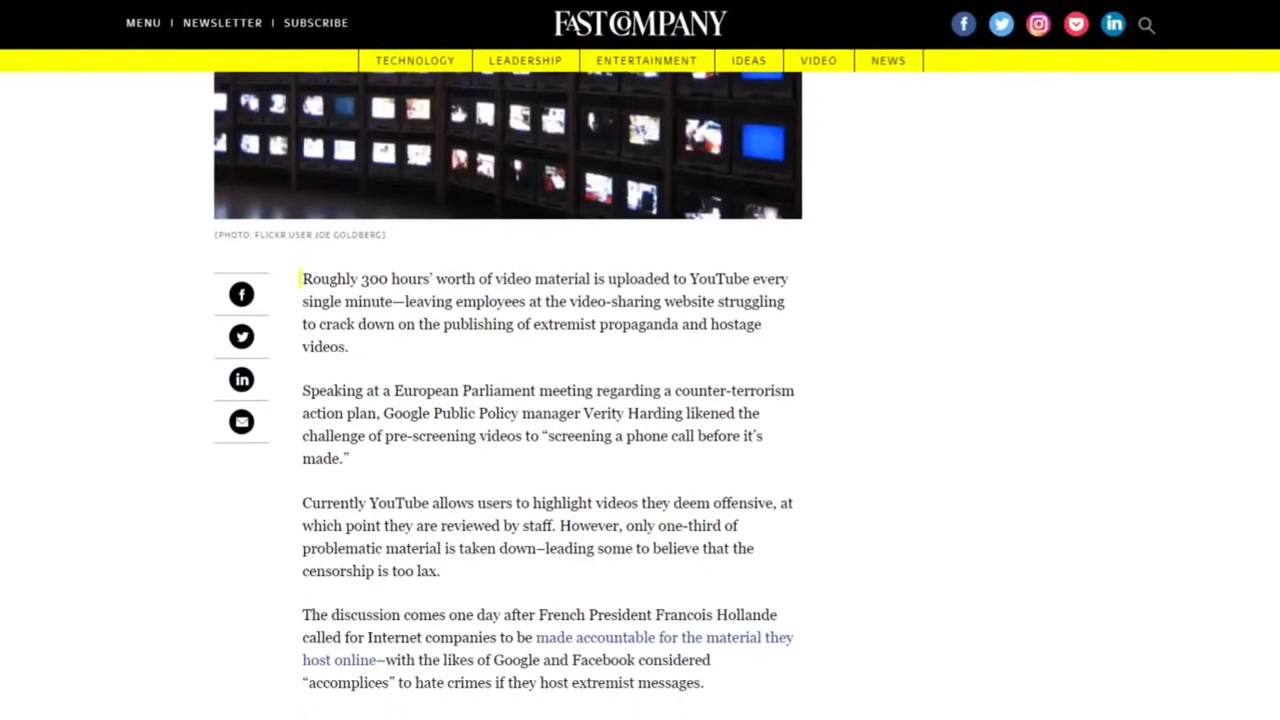 MENU | NEWSLETTER | SUBSCRIBE
FAST COMPANY
TECHNOLOGY | LEADERSHIP | ENTERTAINMENT | IDEAS | VIDEO | NEWS
[PHOTO: FLICKR USER JOE GOLDBERG]
Roughly 300 hours’ worth of video material is uploaded to YouTube every
single minute—leaving employees at the video-sharing website struggling
to crack down on the publishing of extremist propaganda and hostage
videos.
Speaking at a European Parliament meeting regarding a counter-terrorism
action plan, Google Public Policy manager Verity Harding likened the
challenge of pre-screening videos to “screening a phone call before it’s
made.”
Currently YouTube allows users to highlight videos they deem offensive, at
which point they are reviewed by staff. However, only one-third of
problematic material is taken down–leading some to believe that the
censorship is too lax.
The discussion comes one day after French President Francois Hollande
called for Internet companies to be made accountable for the material they
host online–with the likes of Google and Facebook considered
“accomplices” to hate crimes if they host extremist messages.